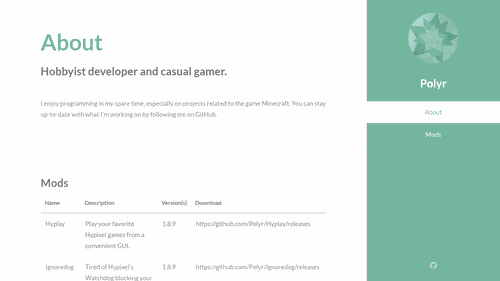 About
Hobbyist developer and casual gamer.
I enjoy programming in my spare time, especially on projects related to the game Minecraft. You can stay
up-to-date with what I'm working on by following me on GitHub.
Mods
Name Description Version(s) Download
Hyplay Play your favorite 1.8.9 https://github.com/Polyr/Hyplay/releases
Hypixel games from a
convenient GUI.
Ignoredog Tired of Hypixel's 1.8.9 https://github.com/Polyr/Ignoredog/releases
Watchdog blocking your
Polyr
About
Mods